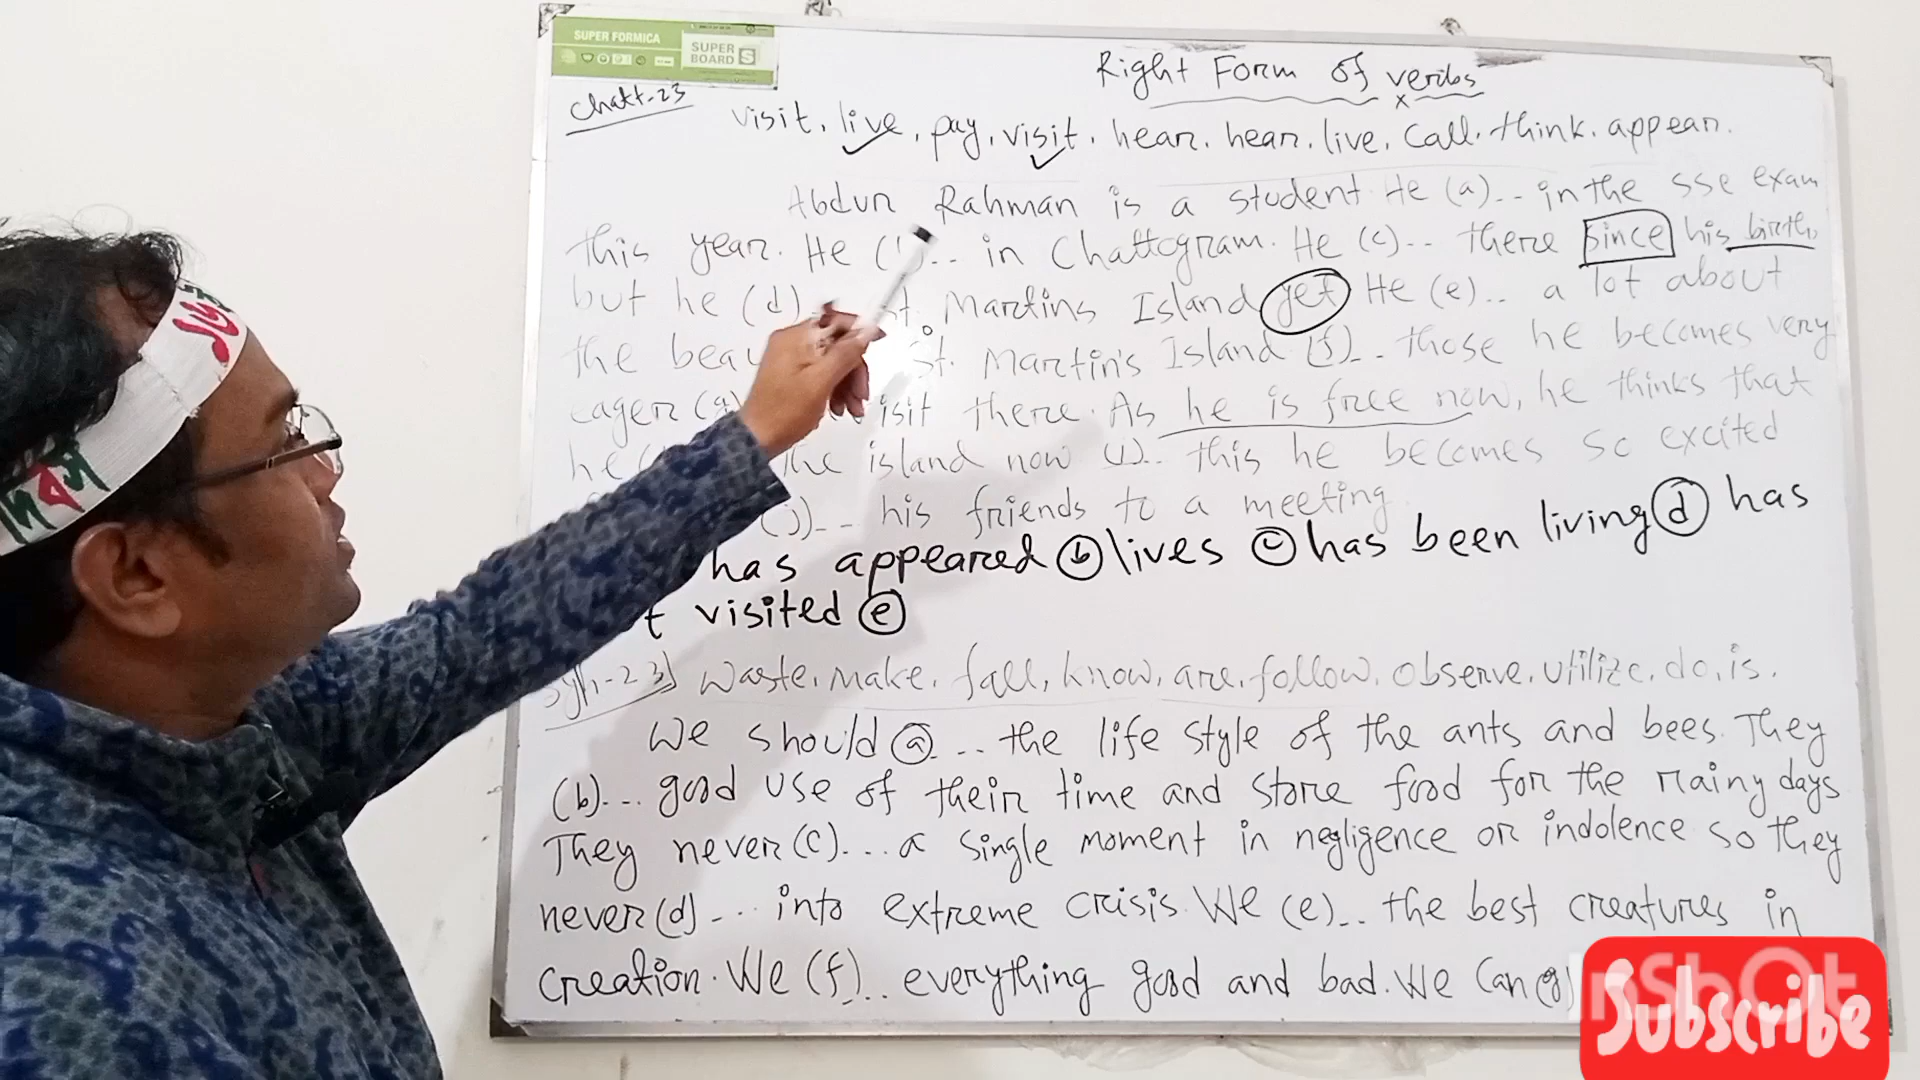 SUPER FORMICA
SUPER BOARD S
Right Form of verbs
Chatt-23
visit, live, pay, visit, hear, hear, live, Call, think, appear.
Abdur Rahman is a student. He (a)... in the SSC exam
this year. He ... in Chattogram. He (c)... there since his birth
but he (d) St. Martins Island yet He (e)... a lot about
the St. Martin's Island (f)... those he becomes very
eager visit there. As he is free now, he thinks that
he the island now (i)... this he becomes so excited
(j)... his friends to a meeting
has appeared (b) lives (c) has been living (d) has
visited (e)
Syl-23 Waste, make, fall, know, are, follow, observe, utilize, do, is.
We should (a)... the life style of the ants and bees. They
(b)... good use of their time and store food for the rainy days
They never (c)... a single moment in negligence or indolence so they
never (d)... into extreme crisis. We (e)... the best creatures in
creation. We (f)... everything good and bad. We can (g)
InShOt
Subscribe